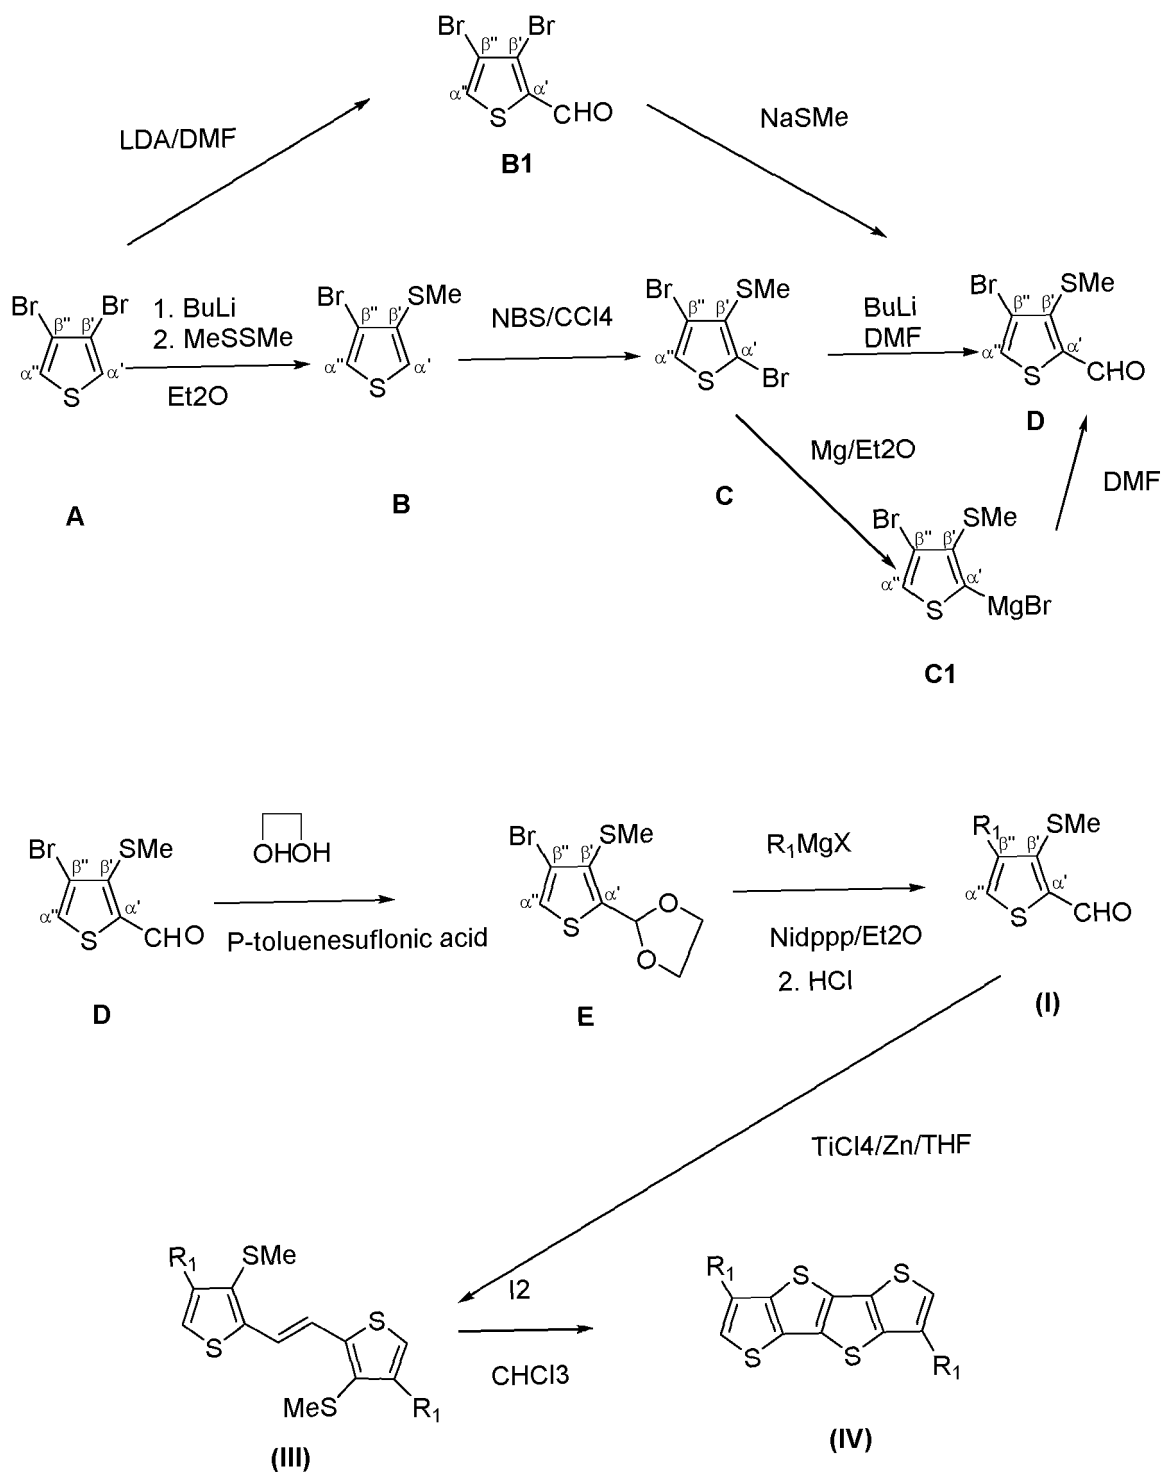 Br Br
β'' β'
α'' α'
S CHO
B1
LDA/DMF
NaSMe
Br Br
β'' β'
α'' α'
S
A
1. BuLi
2. MeSSMe
Et2O
Br SMe
β'' β'
α'' α'
S
B
NBS/CCl4
Br SMe
β'' β'
α'' α'
S Br
C
BuLi
DMF
Br SMe
β'' β'
α'' α'
S CHO
D
Mg/Et2O
DMF
Br SMe
β'' β'
α'' α'
S MgBr
C1
Br SMe
β'' β'
α'' α'
S CHO
D
OHOH
P-toluenesuflonic acid
Br SMe
β'' β'
α'' α'
S O
O
E
R1MgX
Nidppp/Et2O
2. HCl
R1 SMe
β'' β'
α'' α'
S CHO
(I)
TiCl4/Zn/THF
R1 SMe
S S
MeS R1
(III)
I2
CHCl3
R1 S S
S S R1
(IV)